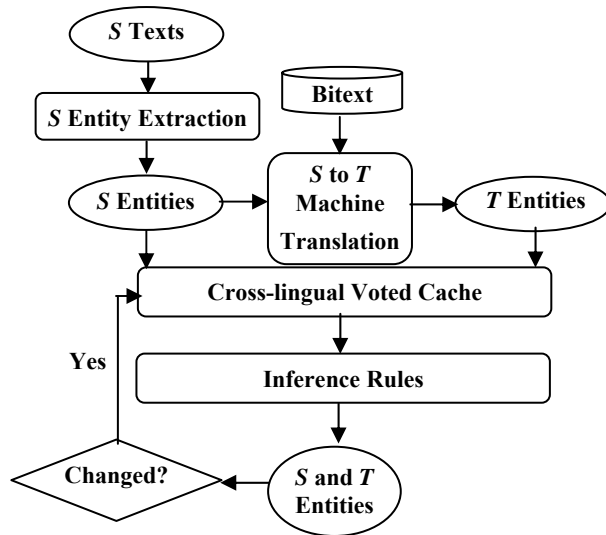 S Texts
Bitext
S Entity Extraction
S to T
Machine
Translation
S Entities
T Entities
Cross-lingual Voted Cache
Yes
Inference Rules
Changed?
S and T
Entities